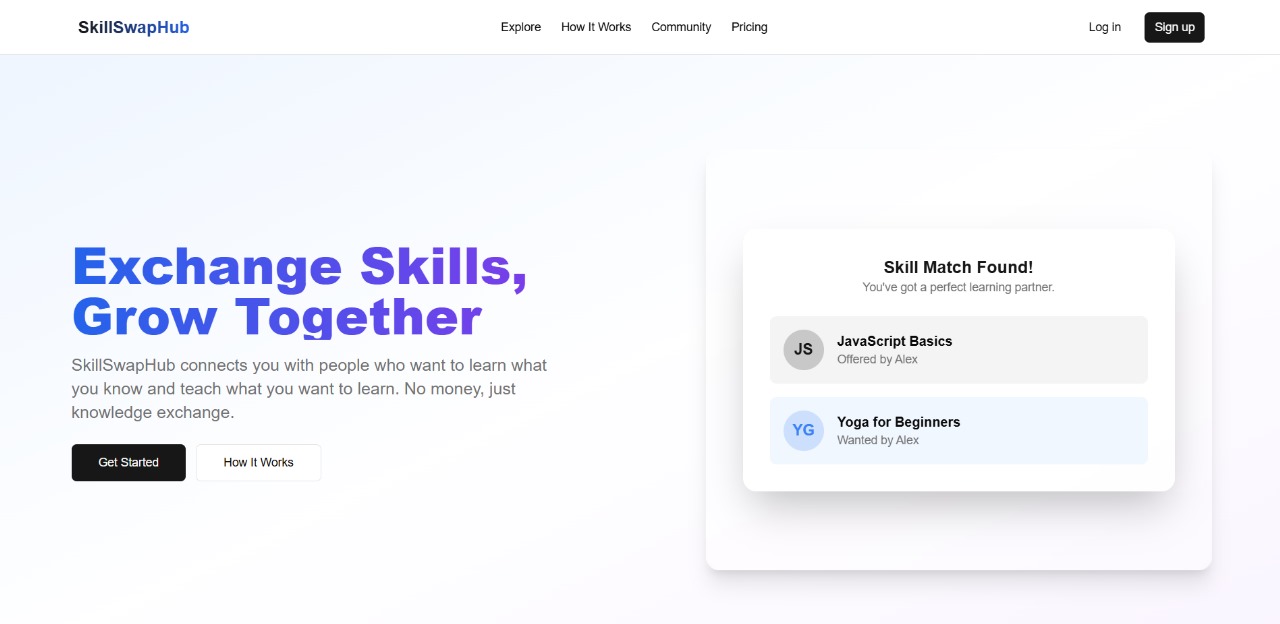 SkillSwapHub
Explore
How It Works
Community
Pricing
Log in
Sign up
Exchange Skills,
Grow Together
SkillSwapHub connects you with people who want to learn what
you know and teach what you want to learn. No money, just
knowledge exchange.
Get Started
How It Works
Skill Match Found!
You've got a perfect learning partner.
JS
JavaScript Basics
Offered by Alex
YG
Yoga for Beginners
Wanted by Alex